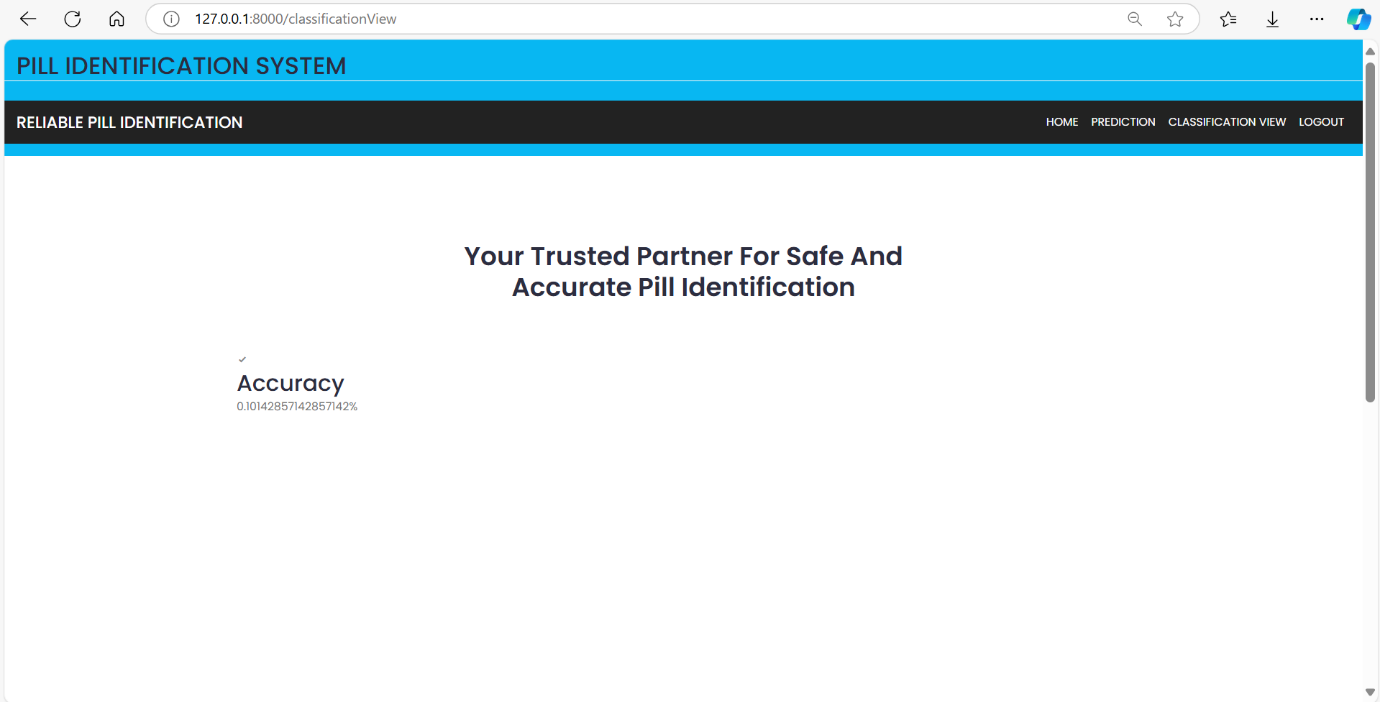 127.0.0.1:8000/classificationView
PILL IDENTIFICATION SYSTEM
RELIABLE PILL IDENTIFICATION
HOME PREDICTION CLASSIFICATION VIEW LOGOUT
Your Trusted Partner For Safe And
Accurate Pill Identification
Accuracy
0.10142857142857142%